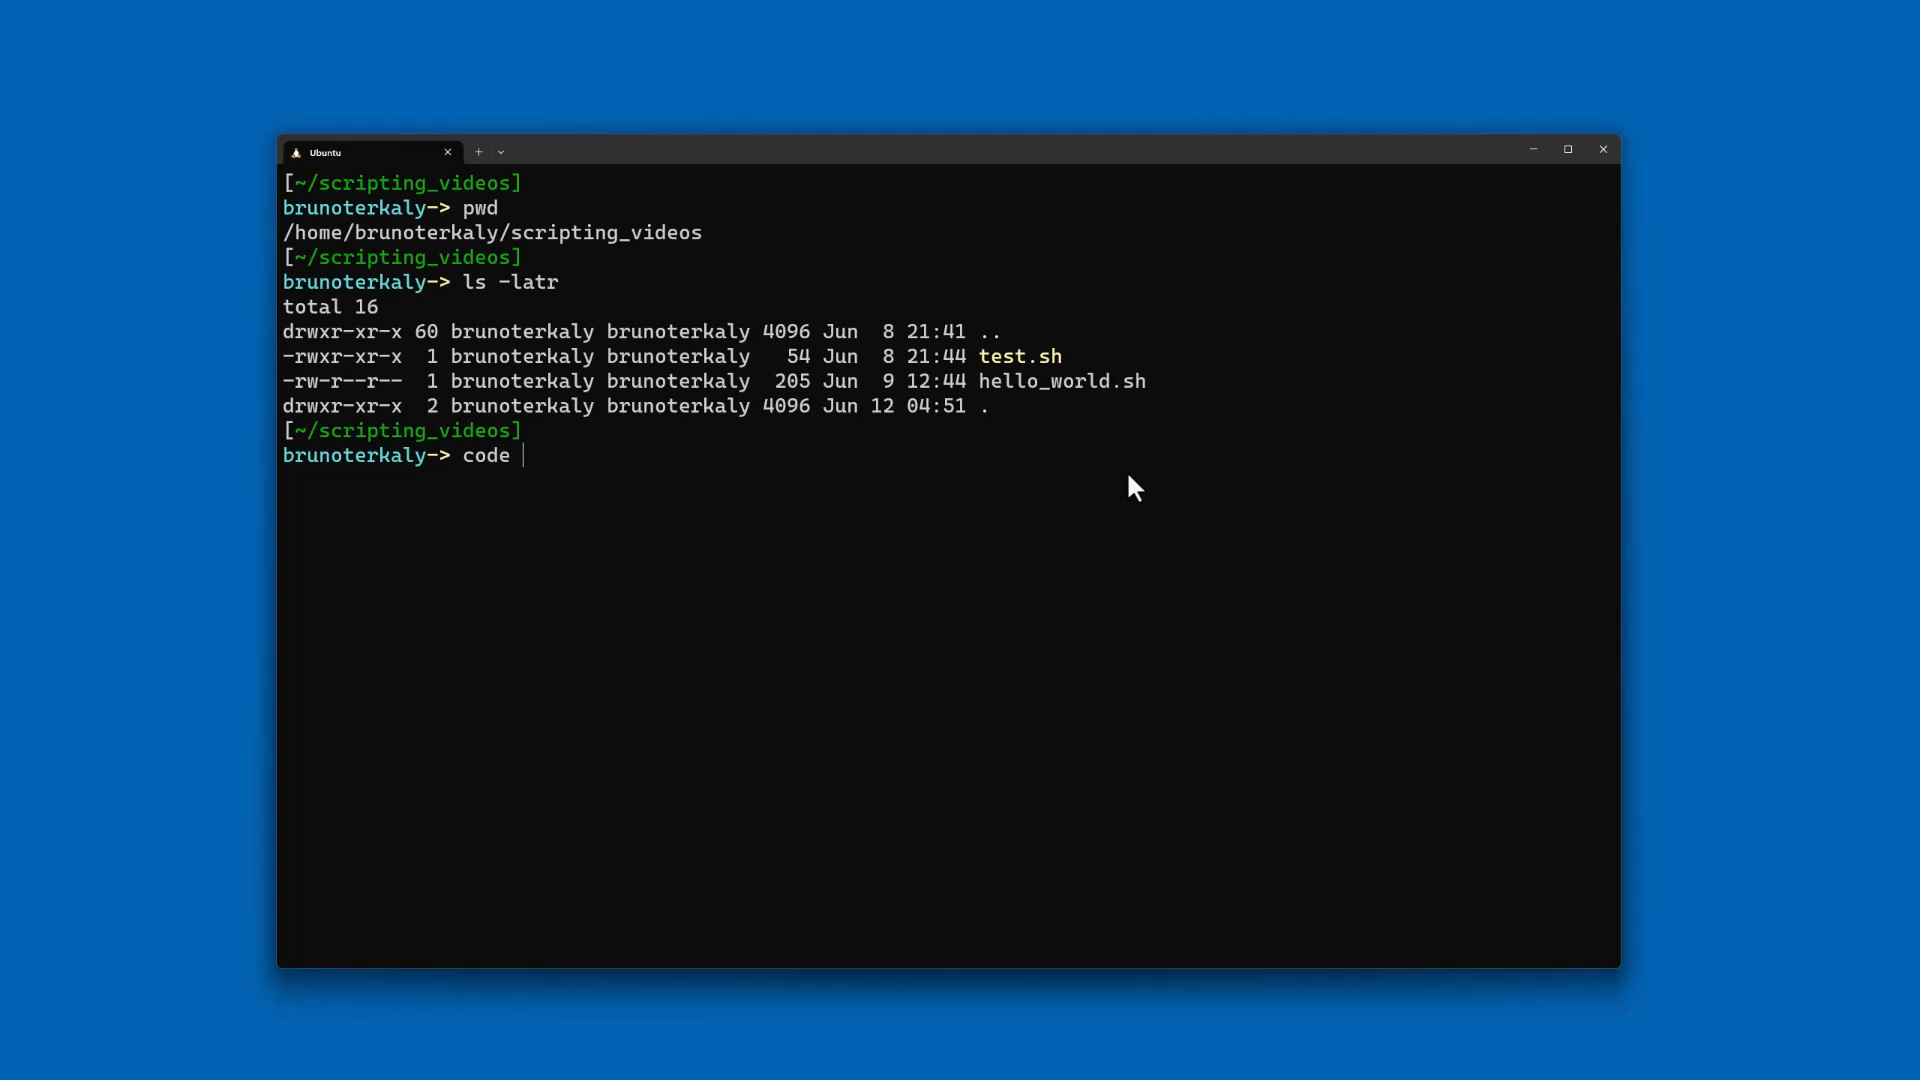 Ubuntu
[~/scripting_videos]
brunoterkaly-> pwd
/home/brunoterkaly/scripting_videos
[~/scripting_videos]
brunoterkaly-> ls -latr
total 16
drwxr-xr-x 60 brunoterkaly brunoterkaly 4096 Jun  8 21:41 ..
-rwxr-xr-x  1 brunoterkaly brunoterkaly   54 Jun  8 21:44 test.sh
-rw-r--r--  1 brunoterkaly brunoterkaly  205 Jun  9 12:44 hello_world.sh
drwxr-xr-x  2 brunoterkaly brunoterkaly 4096 Jun 12 04:51 .
[~/scripting_videos]
brunoterkaly-> code